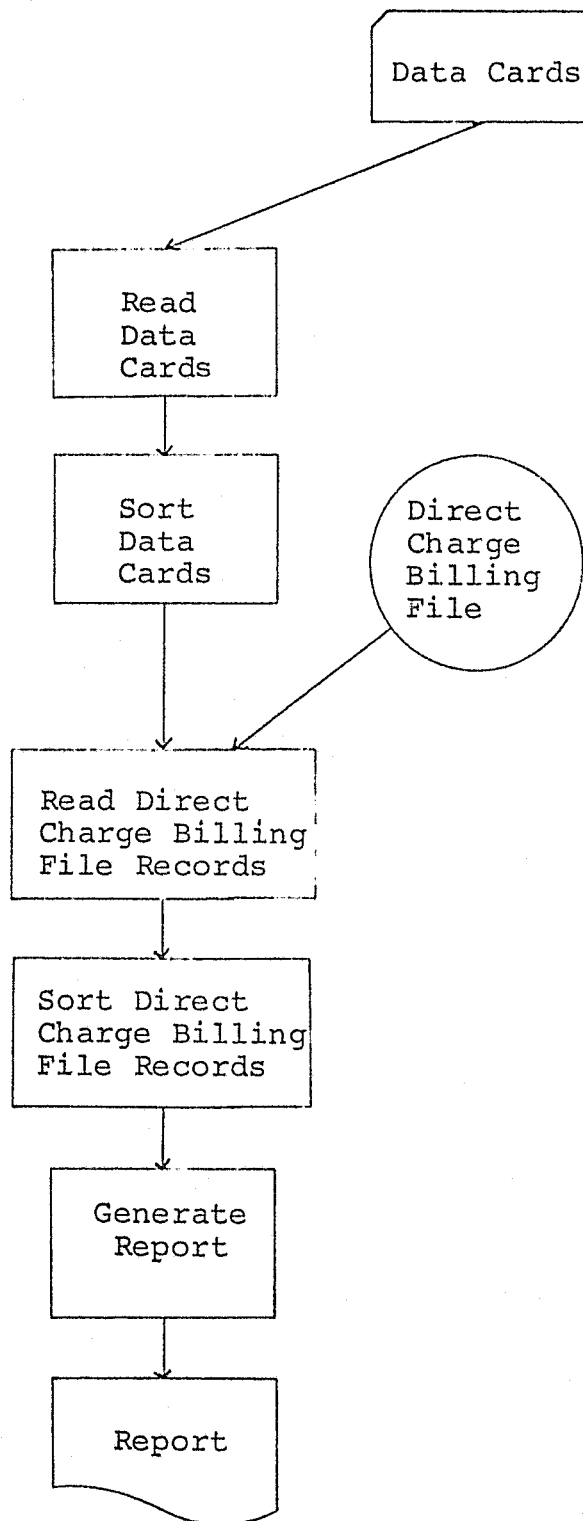 Data Cards
Read
Data
Cards
Sort
Data
Cards
Direct
Charge
Billing
File
Read Direct
Charge Billing
File Records
Sort Direct
Charge Billing
File Records
Generate
Report
Report